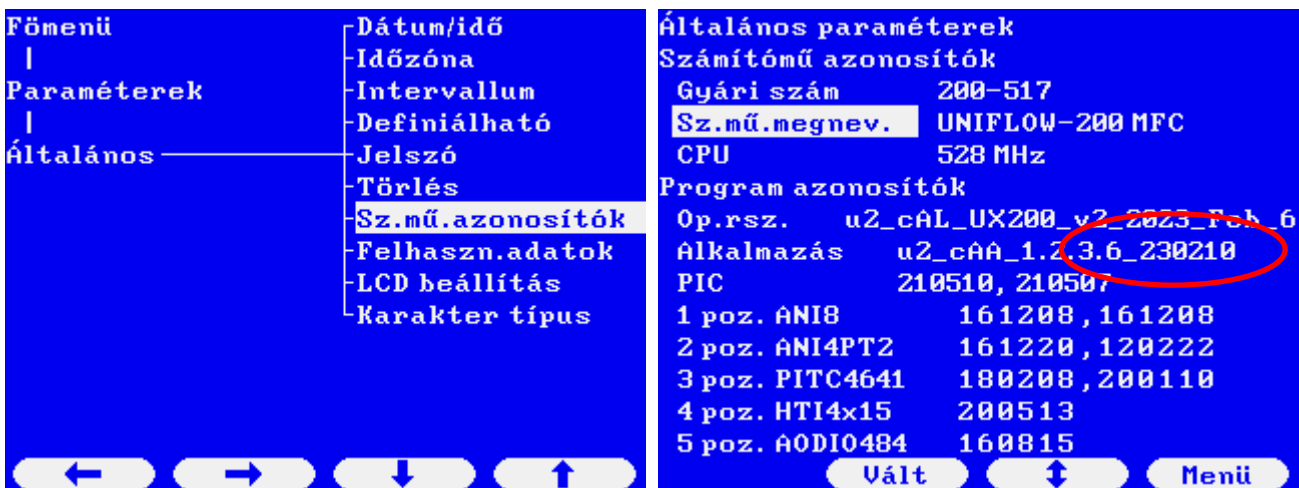 Fömenü
Paraméterek
Általános
Dátum/idő
Időzóna
Intervallum
Definiálható
Jelszó
Törlés
Sz.mű.azonosítók
Felhaszn.adatok
LCD beállítás
Karakter típus
Általános paraméterek
Számítómű azonosítók
Gyári szám 200-517
Sz.mű.megnev. UNIFLOW-200 MFC
CPU 528 MHz
Program azonosítók
Op.rsz. u2_cAL_UX200_v2_2023_Feb_6
Alkalmazás u2_cAA_1.2.3.6_230210
PIC 210510, 210507
1 poz. ANI8 161208,161208
2 poz. ANI4PT2 161220,120222
3 poz. PITC4641 180208,200110
4 poz. HTI4x15 200513
5 poz. AODIO484 160815
Vált Menü